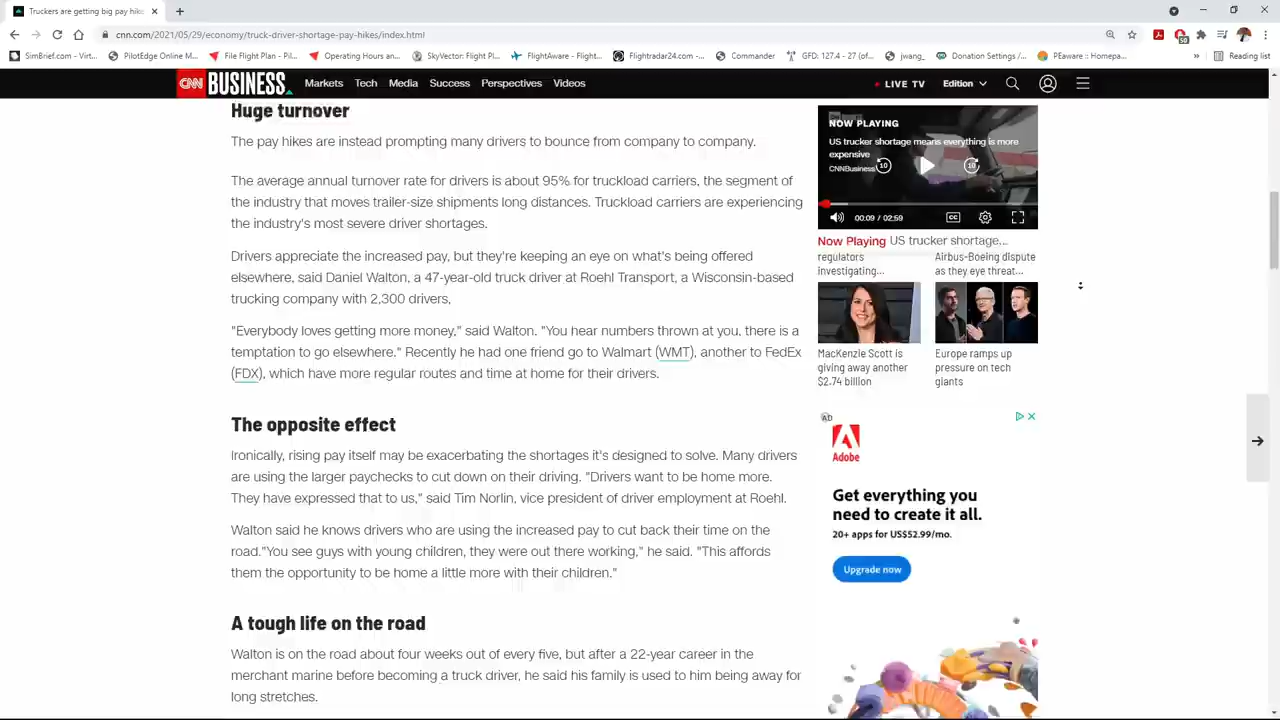 Truckers are getting big pay hik
cnn.com/2021/05/29/economy/truck-driver-shortage-pay-hikes/index.html
SimBrief.com - Virt...
PilotEdge Online M...
File Flight Plan - Pil...
Operating Hours an...
SkyVector: Flight Pl...
FlightAware - Flight...
Flightradar24.com -...
Commander
GFD: 127.4 - 27 (of...
jwang_
Donation Settings /...
PEaware :: Homepa...
»
Reading list
CNN BUSINESS
Markets
Tech
Media
Success
Perspectives
Videos
LIVE TV
Edition
Huge turnover
The pay hikes are instead prompting many drivers to bounce from company to company.
The average annual turnover rate for drivers is about 95% for truckload carriers, the segment of
the industry that moves trailer-size shipments long distances. Truckload carriers are experiencing
the industry's most severe driver shortages.
Drivers appreciate the increased pay, but they're keeping an eye on what's being offered
elsewhere, said Daniel Walton, a 47-year-old truck driver at Roehl Transport, a Wisconsin-based
trucking company with 2,300 drivers,
"Everybody loves getting more money," said Walton. "You hear numbers thrown at you, there is a
temptation to go elsewhere." Recently he had one friend go to Walmart (WMT), another to FedEx
(FDX), which have more regular routes and time at home for their drivers.
The opposite effect
Ironically, rising pay itself may be exacerbating the shortages it's designed to solve. Many drivers
are using the larger paychecks to cut down on their driving. "Drivers want to be home more.
They have expressed that to us," said Tim Norlin, vice president of driver employment at Roehl.
Walton said he knows drivers who are using the increased pay to cut back their time on the
road."You see guys with young children, they were out there working," he said. "This affords
them the opportunity to be home a little more with their children."
A tough life on the road
Walton is on the road about four weeks out of every five, but after a 22-year career in the
merchant marine before becoming a truck driver, he said his family is used to him being away for
long stretches.
NOW PLAYING
US trucker shortage means everything is more
expensive
CNNBusiness
10
10
00:09 / 02:59
CC
Now Playing US trucker shortage...
regulators
investigating...
Airbus-Boeing dispute
as they eye threat...
MacKenzie Scott is
giving away another
$2.74 billion
Europe ramps up
pressure on tech
giants
AD
Adobe
Get everything you
need to create it all.
20+ apps for US$52.99/mo.
Upgrade now